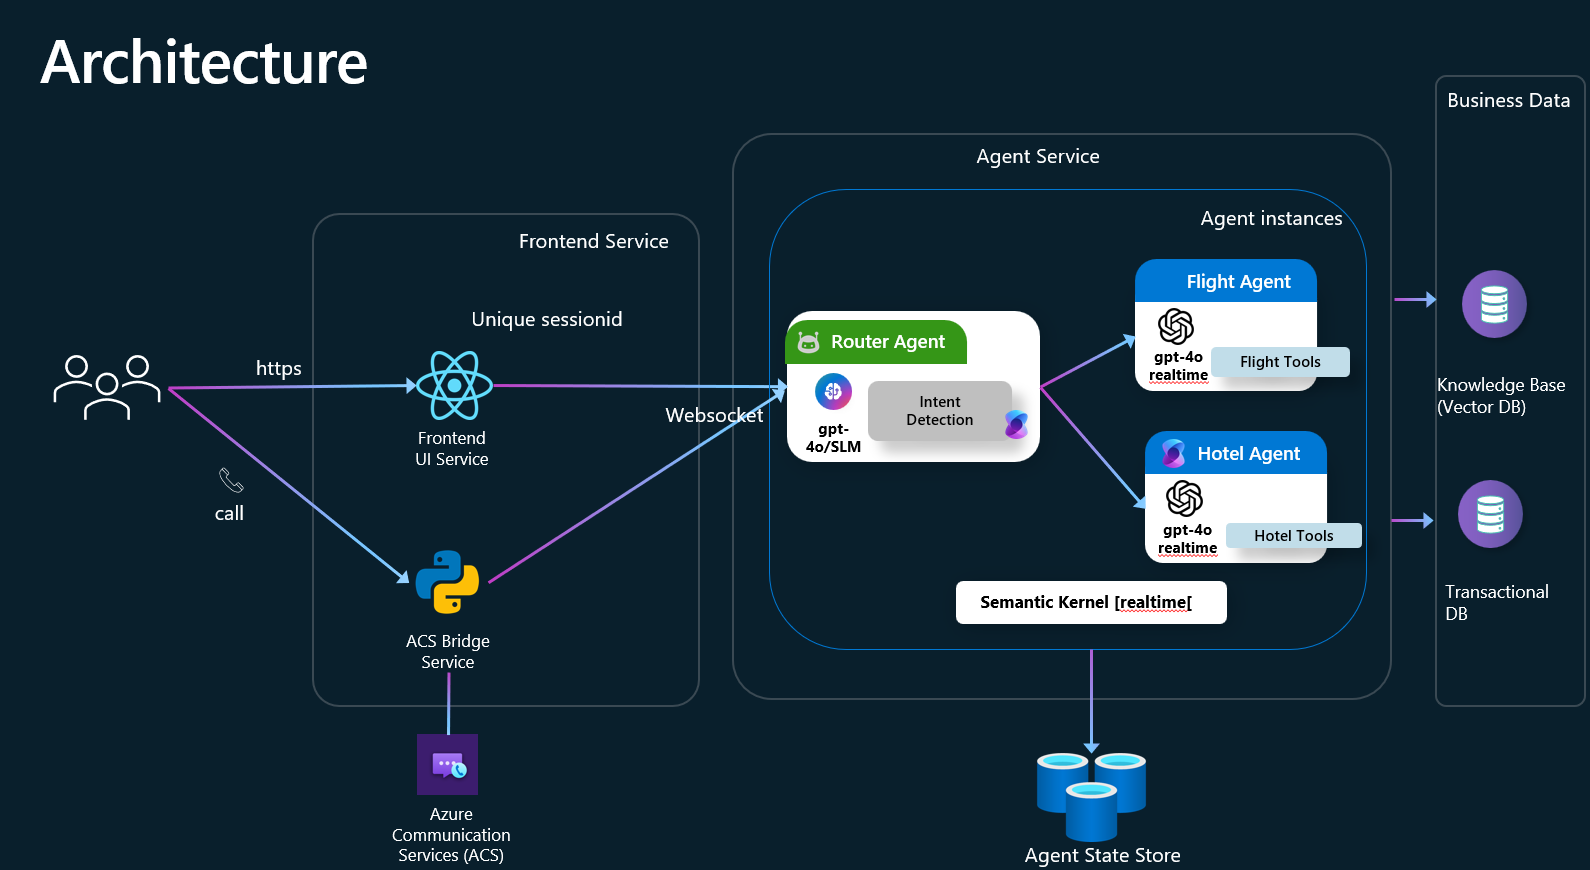 Architecture
Business Data
Agent Service
Agent instances
Frontend Service
Flight Agent
gpt-4o
realtime
Flight Tools
Unique sessionid
Router Agent
https
Intent
Detection
gpt-
4o/SLM
Websocket
Knowledge Base
(Vector DB)
Frontend
UI Service
Hotel Agent
gpt-4o
realtime
Hotel Tools
call
Semantic Kernel [realtime[
Transactional
DB
ACS Bridge
Service
Azure
Communication
Services (ACS)
Agent State Store